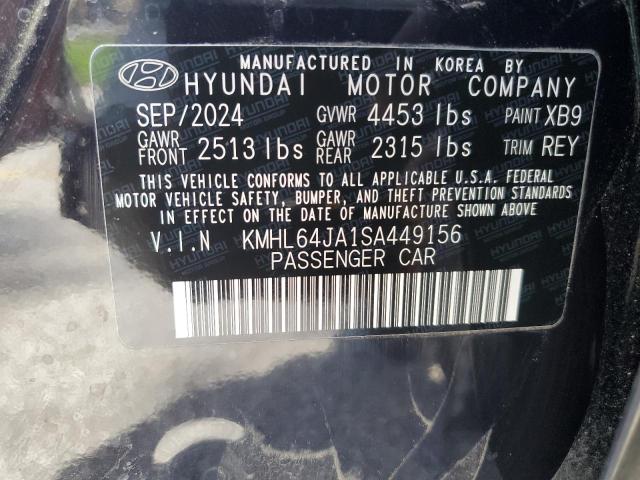 MANUFACTURED IN KOREA BY
HYUNDAI MOTOR COMPANY
SEP/2024 GVWR 4453 lbs PAINT XB9
GAWR FRONT 2513 lbs GAWR REAR 2315 lbs TRIM REY
THIS VEHICLE CONFORMS TO ALL APPLICABLE U.S.A. FEDERAL
MOTOR VEHICLE SAFETY, BUMPER, AND THEFT PREVENTION STANDARDS
IN EFFECT ON THE DATE OF MANUFACTURE SHOWN ABOVE.
V.I.N KMHL64JA1SA449156
PASSENGER CAR